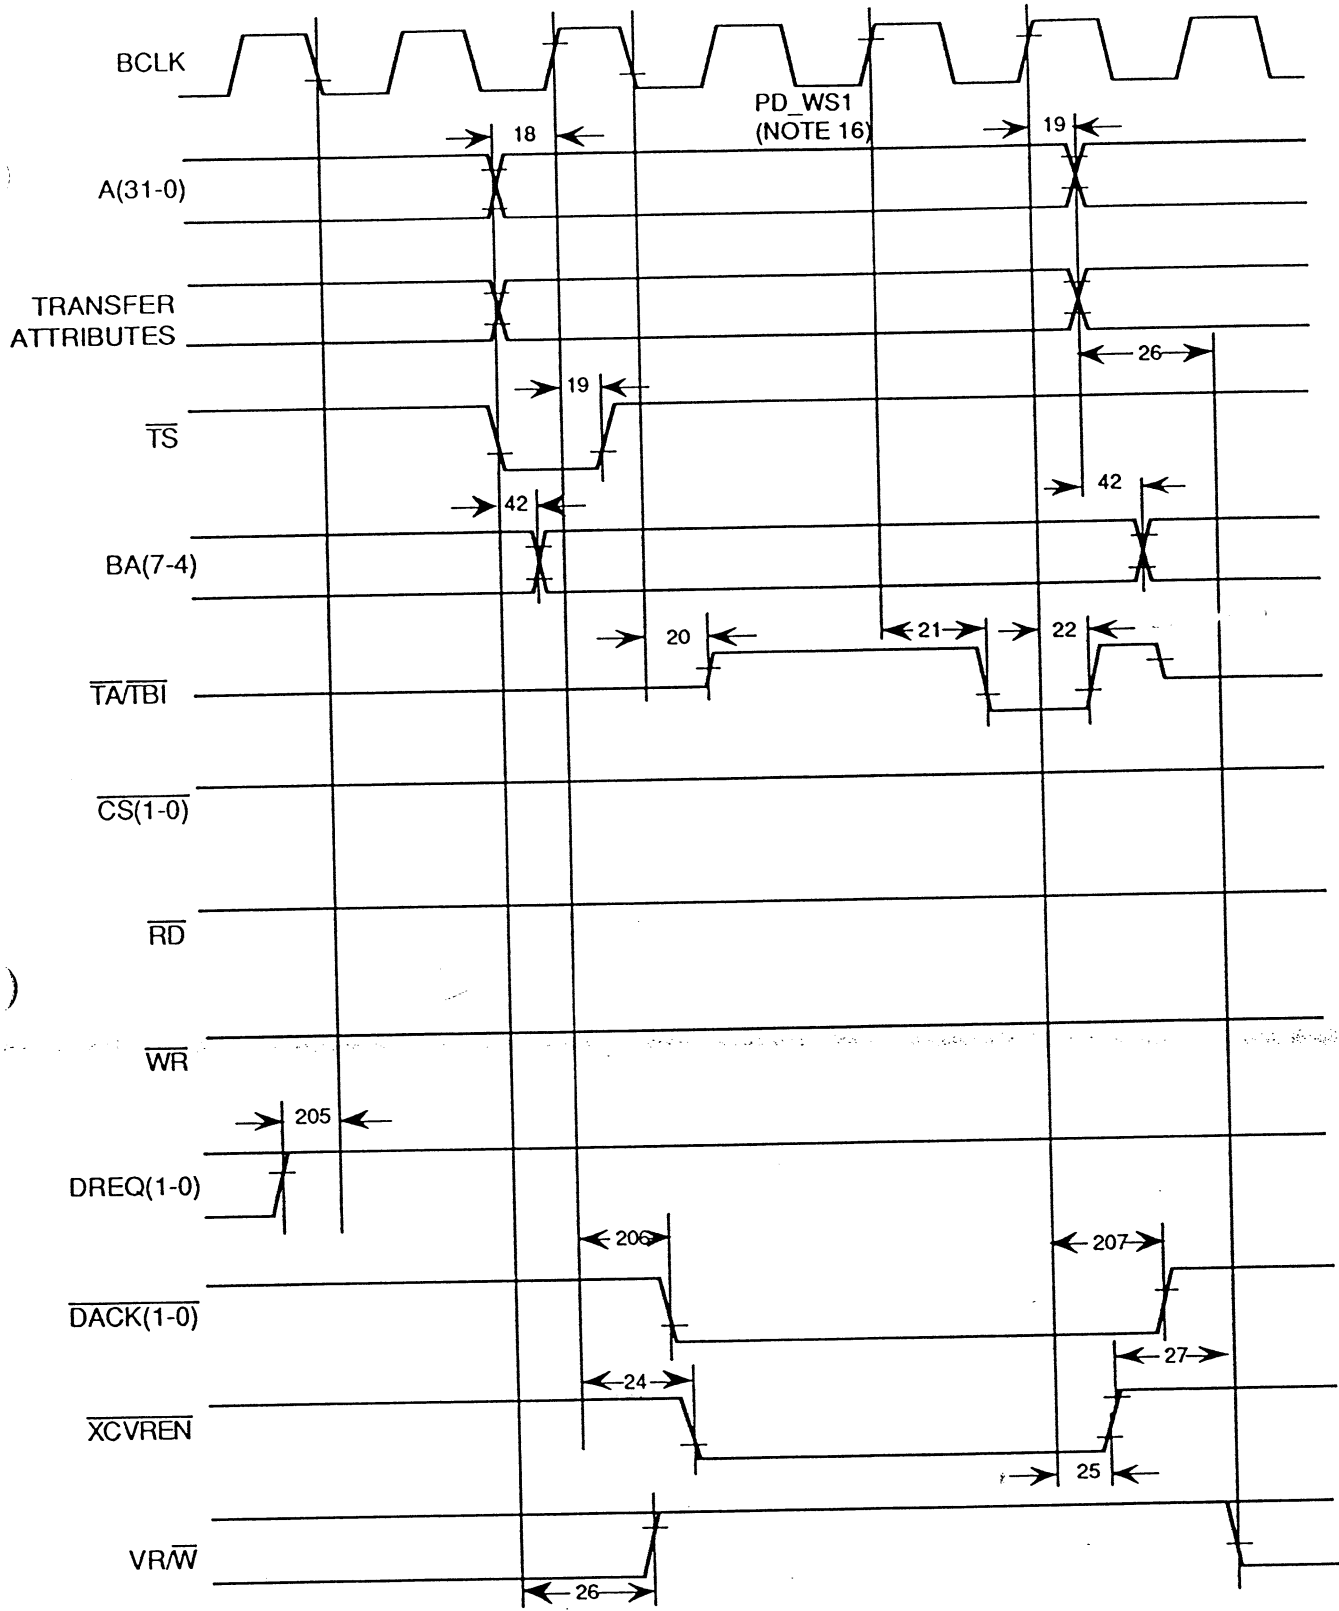 BCLK
PD_WS1
(NOTE 16)
18
19
A(31-0)
TRANSFER
ATTRIBUTES
26
19
TS
42
42
BA(7-4)
20
21
22
TA/TBI
CS(1-0)
RD
WR
205
DREQ(1-0)
206
207
DACK(1-0)
27
24
XCVREN
25
VR/W
26